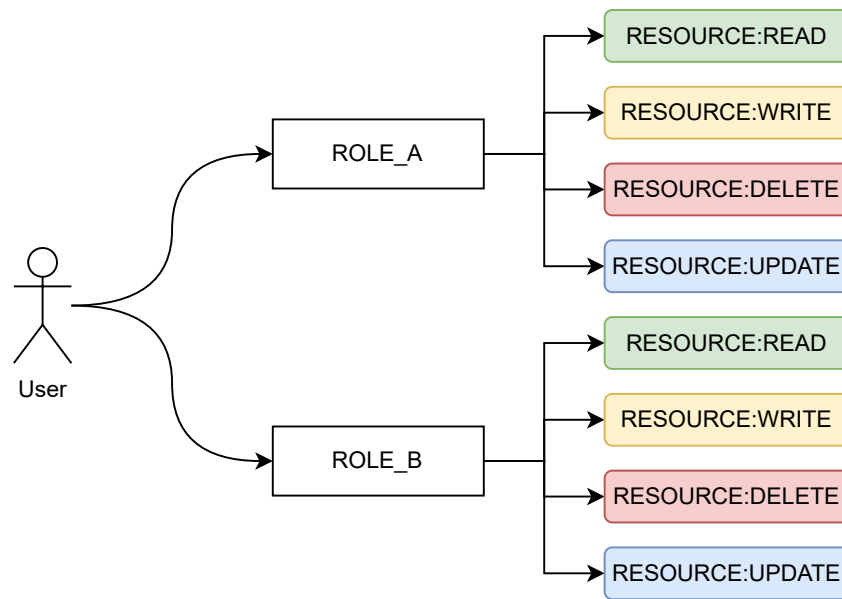 RESOURCE:READ
RESOURCE:WRITE
ROLE_A
RESOURCE:DELETE
RESOURCE:UPDATE
User
RESOURCE:READ
RESOURCE:WRITE
ROLE_B
RESOURCE:DELETE
RESOURCE:UPDATE